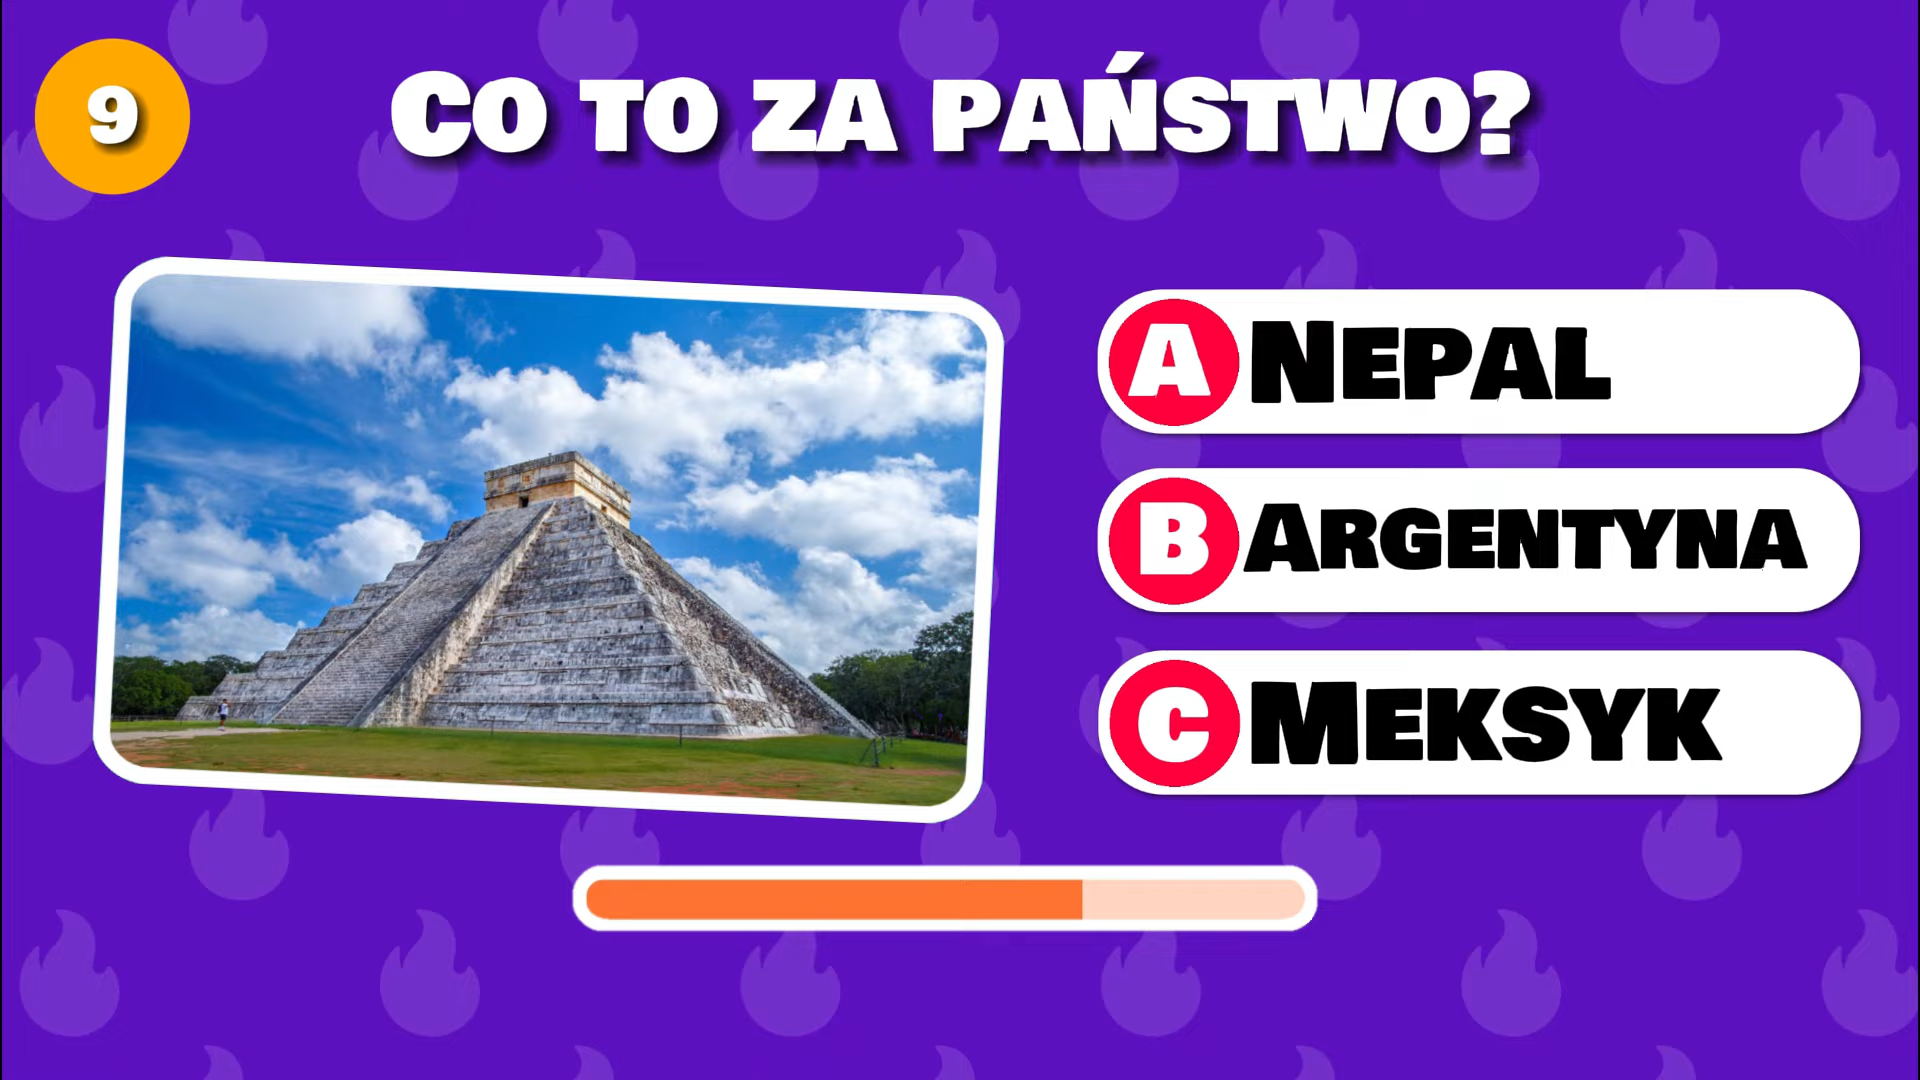 9
CO TO ZA PAŃSTWO?
A NEPAL
B ARGENTYNA
C MEKSYK